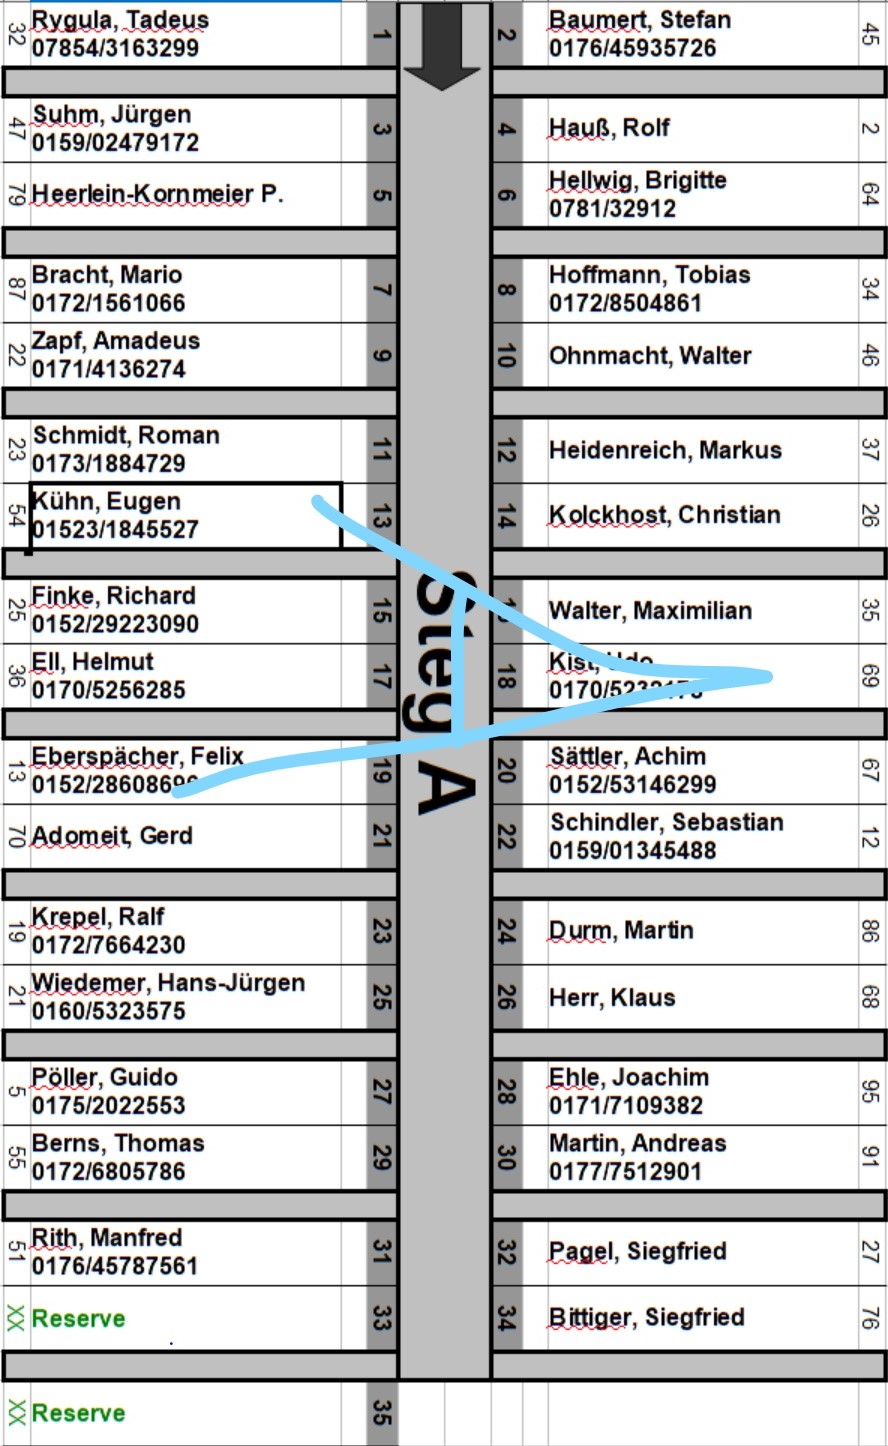 32 Rygula, Tadeus 1 2 Baumert, Stefan 45
07854/3163299 0176/45935726
47 Suhm, Jürgen 3 4 Hauß, Rolf 2
0159/02479172
79 Heerlein-Kornmeier P. 5 6 Hellwig, Brigitte 64
0781/32912
87 Bracht, Mario 7 8 Hoffmann, Tobias 34
0172/1561066 0172/8504861
22 Zapf, Amadeus 9 10 Ohnmacht, Walter 46
0171/4136274
23 Schmidt, Roman 11 12 Heidenreich, Markus 37
0173/1884729
54 Kühn, Eugen 13 14 Kolckhost, Christian 26
01523/1845527
Steg A
25 Finke, Richard 15 Walter, Maximilian 35
0152/29223090
36 Ell, Helmut 17 18 Kist, 69
0170/5256285
13 Eberspächer, Felix 19 20 Sättler, Achim 67
0152/53146299
70 Adomeit, Gerd 21 22 Schindler, Sebastian 12
0159/01345488
19 Krepel, Ralf 23 24 Durm, Martin 86
0172/7664230
21 Wiedemer, Hans-Jürgen 25 26 Herr, Klaus 68
0160/5323575
5 Pöller, Guido 27 28 Ehle, Joachim 95
0175/2022553 0171/7109382
55 Berns, Thomas 29 30 Martin, Andreas 91
0172/6805786 0177/7512901
51 Rith, Manfred 31 32 Pagel, Siegfried 27
0176/45787561
XX Reserve 33 34 Bittiger, Siegfried 76
XX Reserve 35